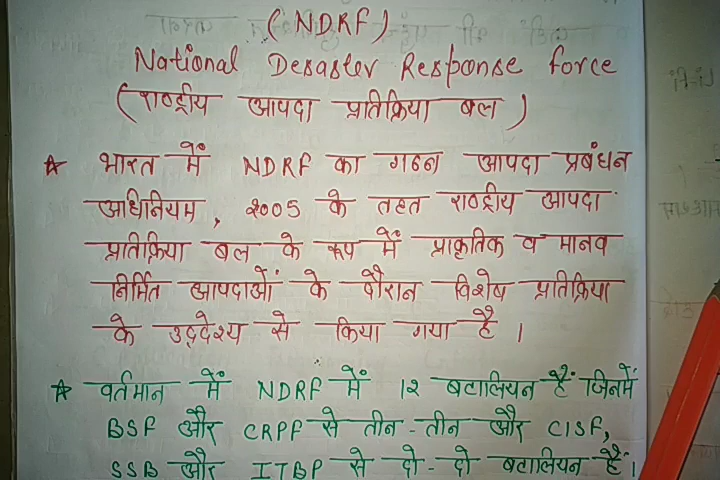 (NDRF)
National Desaster Response force
(राष्ट्रीय आपदा प्रतिक्रिया बल)
☆ भारत में NDRF का गठन आपदा प्रबंधन
अधिनियम, २००5 के तहत राष्ट्रीय आपदा
प्रतिक्रिया बल के रूप में प्राकृतिक व मानव
निर्मित आपदाओं के दौरान विशेष प्रतिक्रिया
के उद्देश्य से किया गया है ।
☆ वर्तमान में NDRF में १२ बटालियन हैं जिनमें
BSF और CRPF से तीन-तीन और CISF,
SSB और ITBP से दो-दो बटालियन हैं।